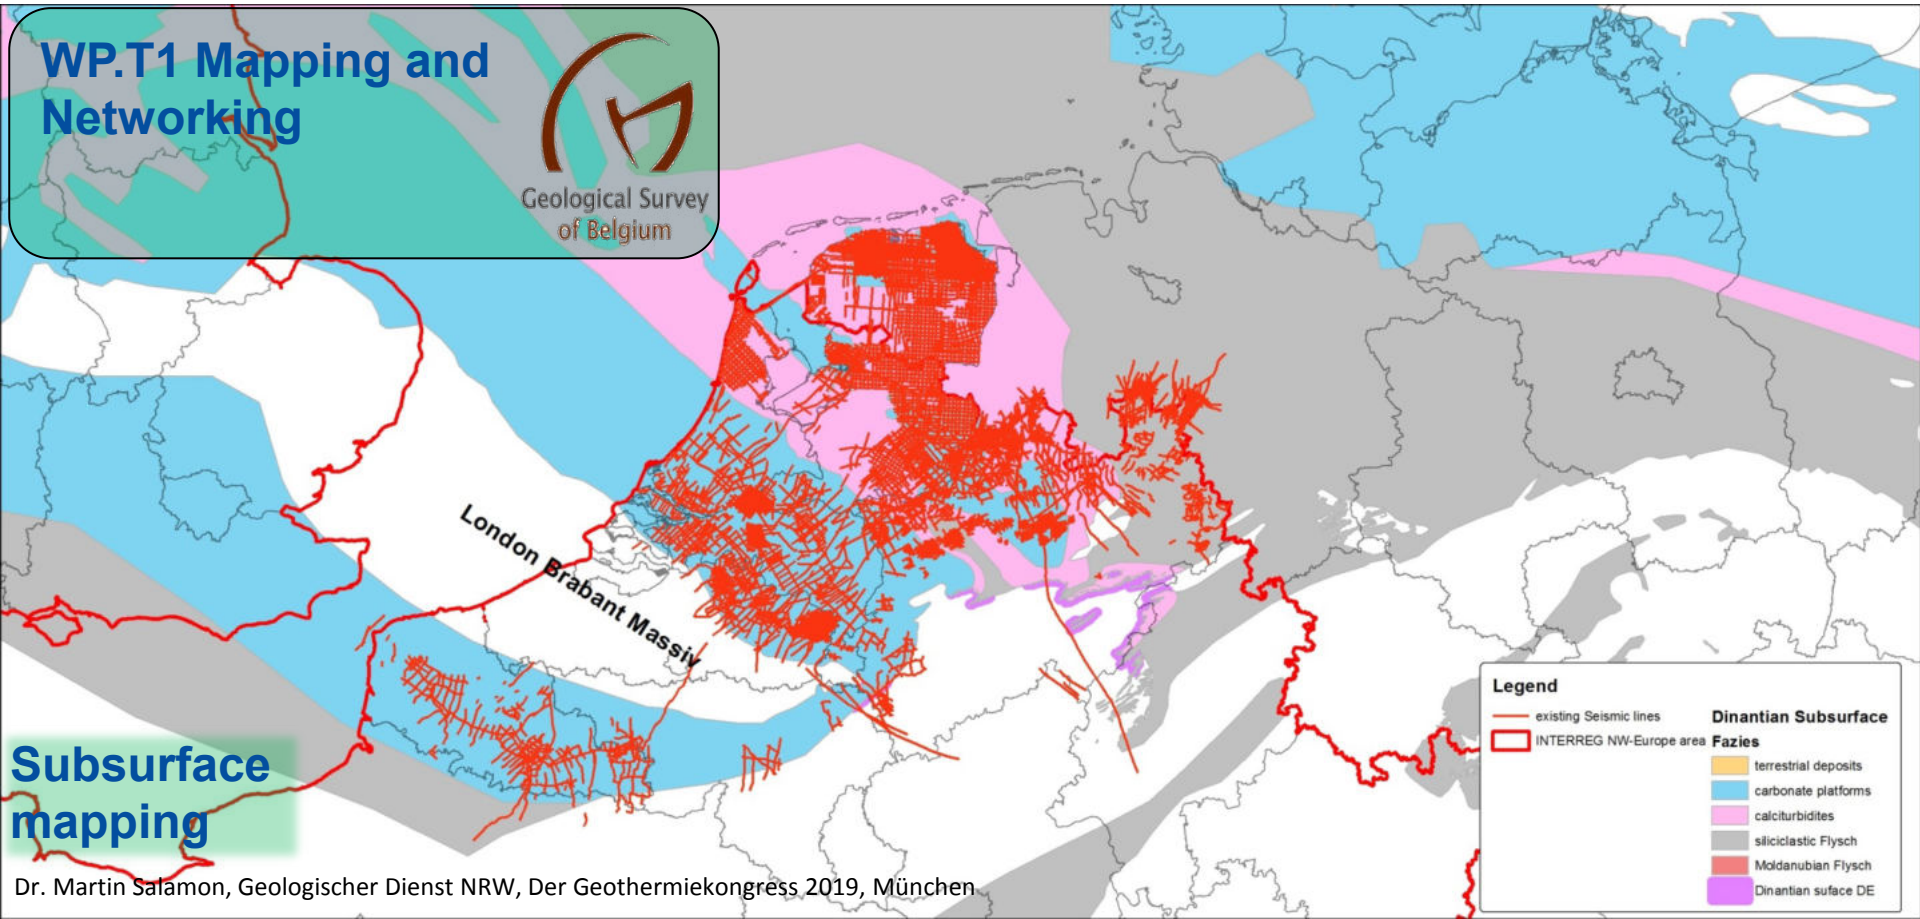 WP.T1 Mapping and
Networking
Geological Survey
of Belgium
London Brabant Massiv
Subsurface
mapping
Dr. Martin Salamon, Geologischer Dienst NRW, Der Geothermiekongress 2019, München
Legend
existing Seismic lines
INTERREG NW-Europe area
Dinantian Subsurface
Fazies
terrestrial deposits
carbonate platforms
calciturbidites
siliciclastic Flysch
Moldanubian Flysch
Dinantian suface DE